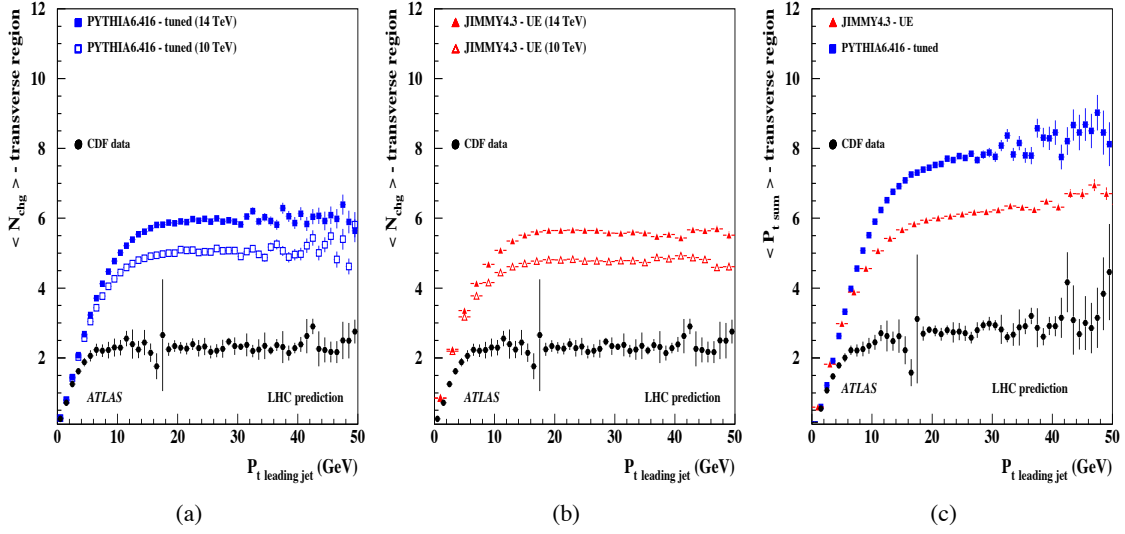 < N chg > - transverse region
12
10
8
6
4
2
0 10 20 30 40 50
PYTHIA6.416 - tuned (14 TeV)
PYTHIA6.416 - tuned (10 TeV)
CDF data
ATLAS LHC prediction
P t leading jet (GeV)
(a)
< N chg > - transverse region
12
10
8
6
4
2
0 10 20 30 40 50
JIMMY4.3 - UE (14 TeV)
JIMMY4.3 - UE (10 TeV)
CDF data
ATLAS LHC prediction
P t leading jet (GeV)
(b)
< P t sum > - transverse region
12
10
8
6
4
2
0 10 20 30 40 50
JIMMY4.3 - UE
PYTHIA6.416 - tuned
CDF data
ATLAS LHC prediction
P t leading jet (GeV)
(c)